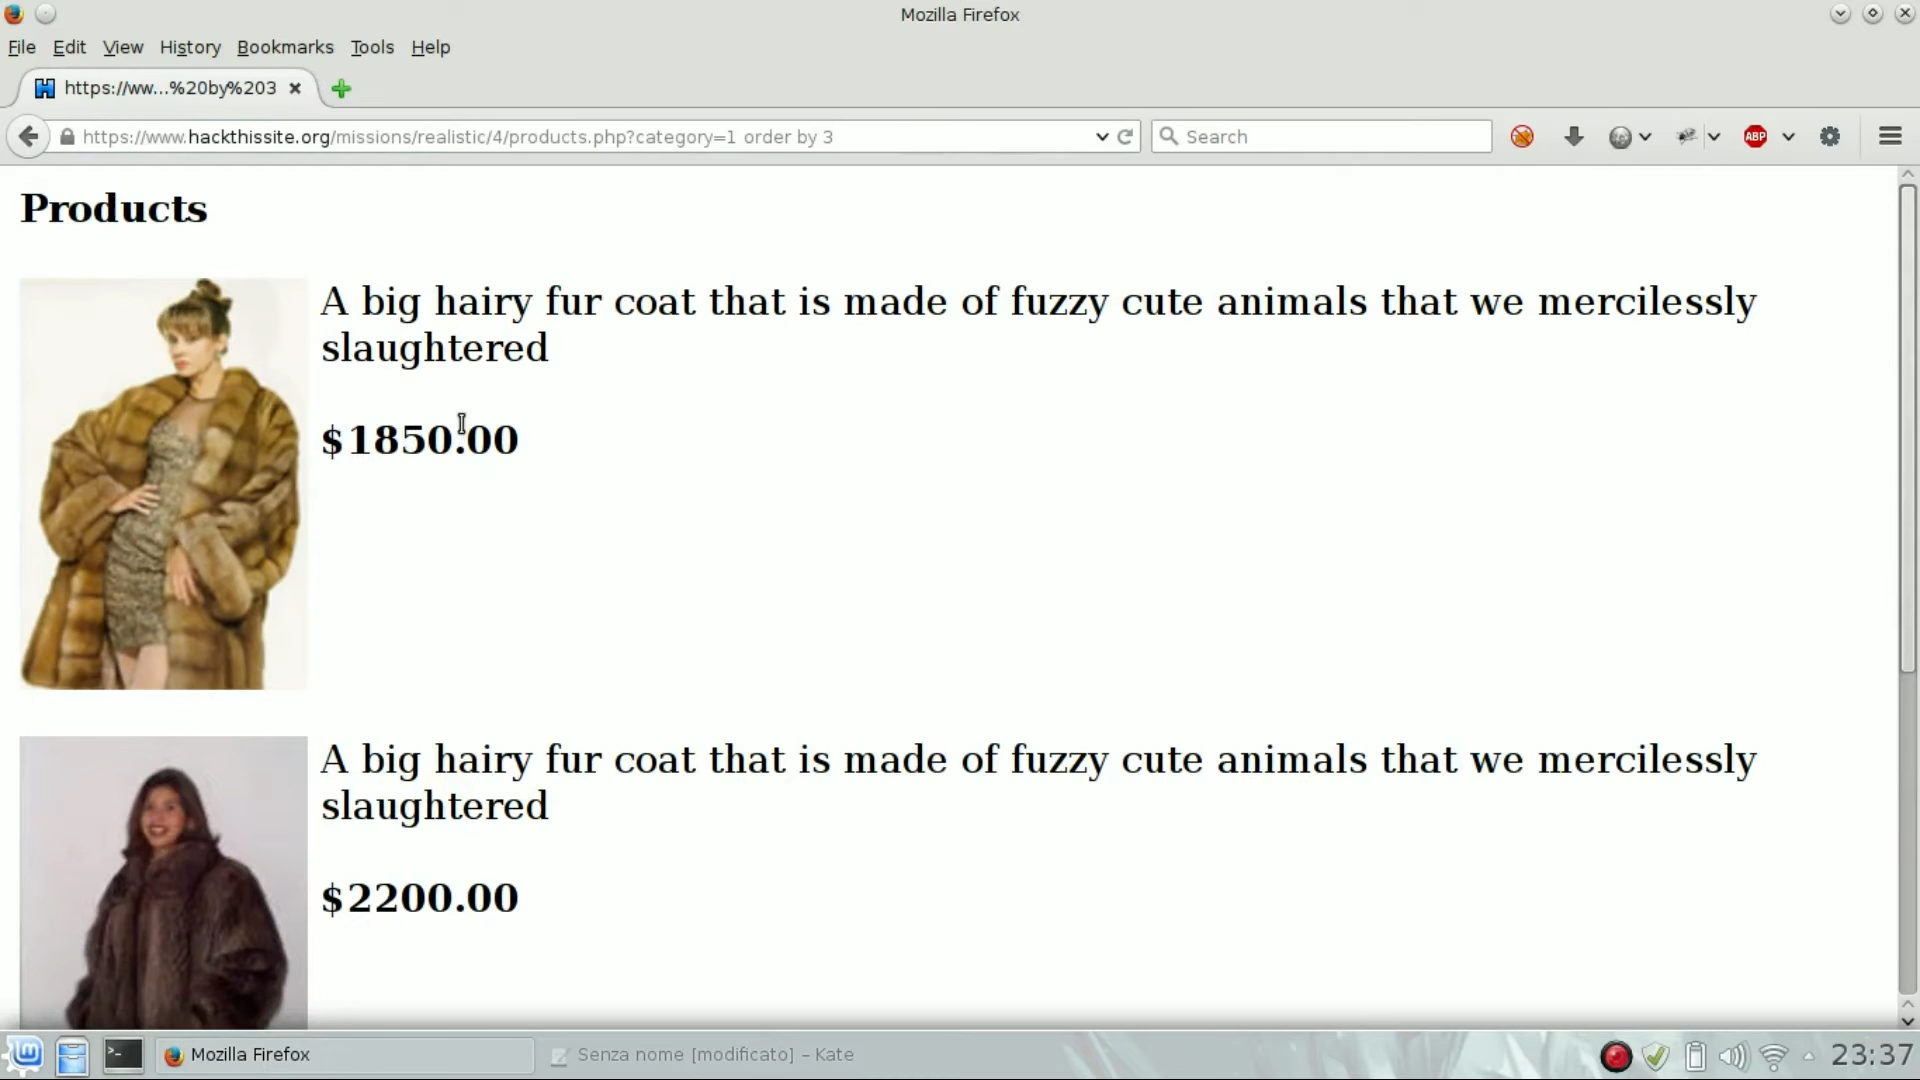 Mozilla Firefox
File Edit View History Bookmarks Tools Help
https://ww...%20by%203
https://www.hackthissite.org/missions/realistic/4/products.php?category=1 order by 3
Search
ABP
Products
A big hairy fur coat that is made of fuzzy cute animals that we mercilessly
slaughtered
$1850.00
A big hairy fur coat that is made of fuzzy cute animals that we mercilessly
slaughtered
$2200.00
Mozilla Firefox
Senza nome [modificato] – Kate
23:37